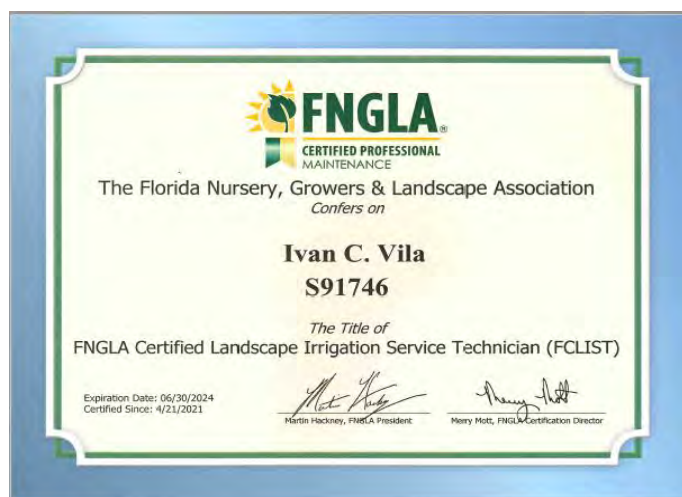 FNGLA®
CERTIFIED PROFESSIONAL
MAINTENANCE
The Florida Nursery, Growers & Landscape Association
Confers on
Ivan C. Vila
S91746
The Title of
FNGLA Certified Landscape Irrigation Service Technician (FCLIST)
Expiration Date: 06/30/2024
Certified Since: 4/21/2021
Martin Hackney, FNGLA President
Merry Mott, FNGLA Certification Director